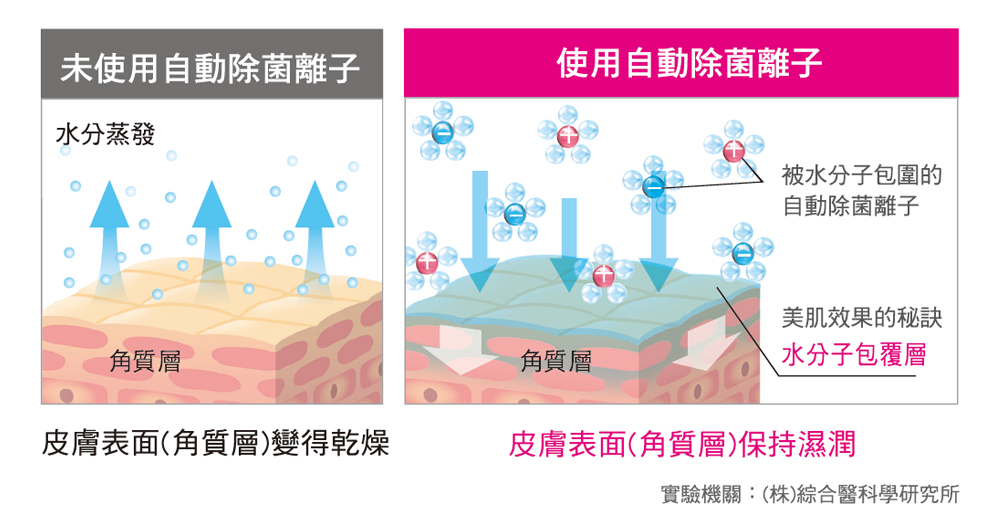 未使用自動除菌離子
水分蒸發
角質層
皮膚表面(角質層)變得乾燥
使用自動除菌離子
被水分子包圍的
自動除菌離子
美肌效果的秘訣
水分子包覆層
角質層
皮膚表面(角質層)保持濕潤
實驗機關：(株)綜合醫科學研究所